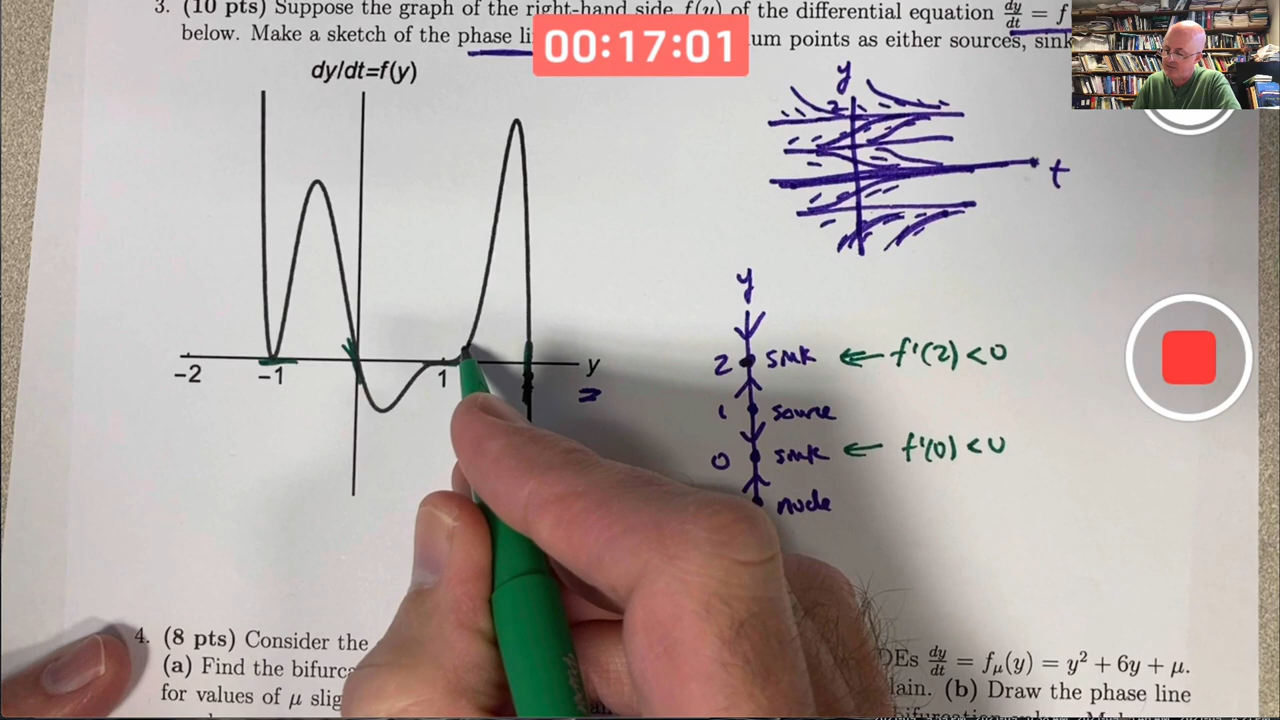 3. (10 pts) Suppose the graph of the right-hand side f(y) of the differential equation dy/dt = f
below. Make a sketch of the phase li um points as either sources, sink
00:17:01
dy/dt=f(y)
y
2
t
-2 -1 1 y
y
2 sink ← f'(2) < 0
1 source
0 sink ← f'(0) < 0
node
4. (8 pts) Consider the DEs dy/dt = f_μ(y) = y² + 6y + μ.
(a) Find the bifurc lain. (b) Draw the phase line
for values of μ slig